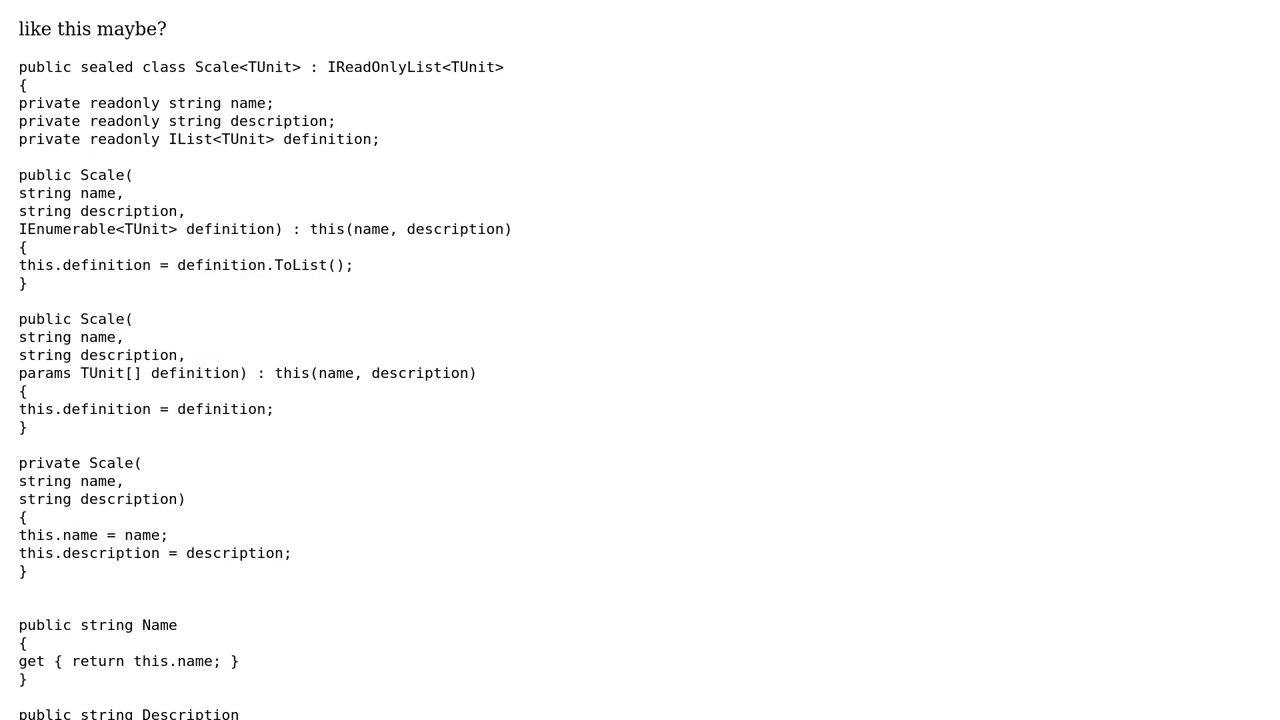 like this maybe?
public sealed class Scale<TUnit> : IReadOnlyList<TUnit>
{
private readonly string name;
private readonly string description;
private readonly IList<TUnit> definition;
public Scale(
string name,
string description,
IEnumerable<TUnit> definition) : this(name, description)
{
this.definition = definition.ToList();
}
public Scale(
string name,
string description,
params TUnit[] definition) : this(name, description)
{
this.definition = definition;
}
private Scale(
string name,
string description)
{
this.name = name;
this.description = description;
}
public string Name
{
get { return this.name; }
}
public string Description